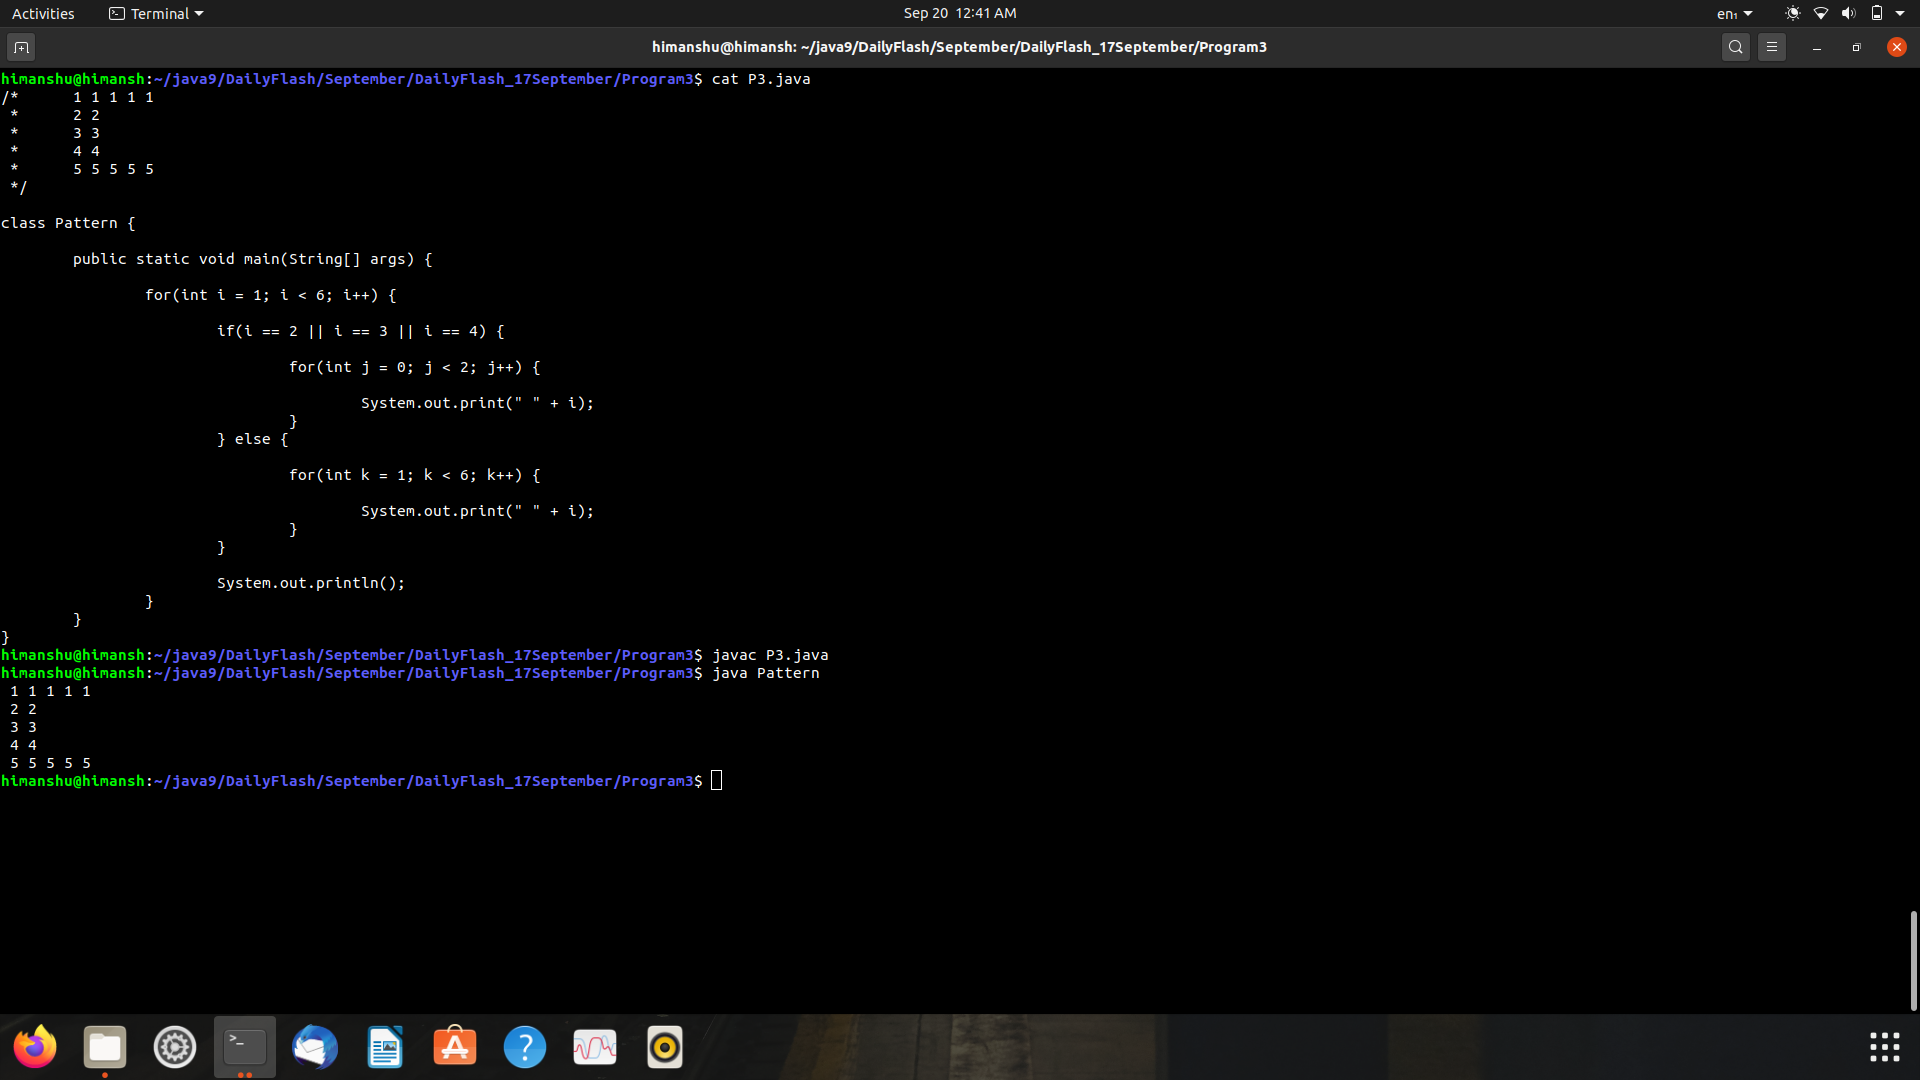 Activities
Terminal
Sep 20 12:41 AM
en₁
himanshu@himansh: ~/java9/DailyFlash/September/DailyFlash_17September/Program3
himanshu@himansh:~/java9/DailyFlash/September/DailyFlash_17September/Program3$ cat P3.java
/*      1 1 1 1 1
 *      2 2
 *      3 3
 *      4 4
 *      5 5 5 5 5
 */
class Pattern {
        public static void main(String[] args) {
                for(int i = 1; i < 6; i++) {
                        if(i == 2 || i == 3 || i == 4) {
                                for(int j = 0; j < 2; j++) {
                                        System.out.print(" " + i);
                                }
                        } else {
                                for(int k = 1; k < 6; k++) {
                                        System.out.print(" " + i);
                                }
                        }
                        System.out.println();
                }
        }
}
himanshu@himansh:~/java9/DailyFlash/September/DailyFlash_17September/Program3$ javac P3.java
himanshu@himansh:~/java9/DailyFlash/September/DailyFlash_17September/Program3$ java Pattern
 1 1 1 1 1
 2 2
 3 3
 4 4
 5 5 5 5 5
himanshu@himansh:~/java9/DailyFlash/September/DailyFlash_17September/Program3$